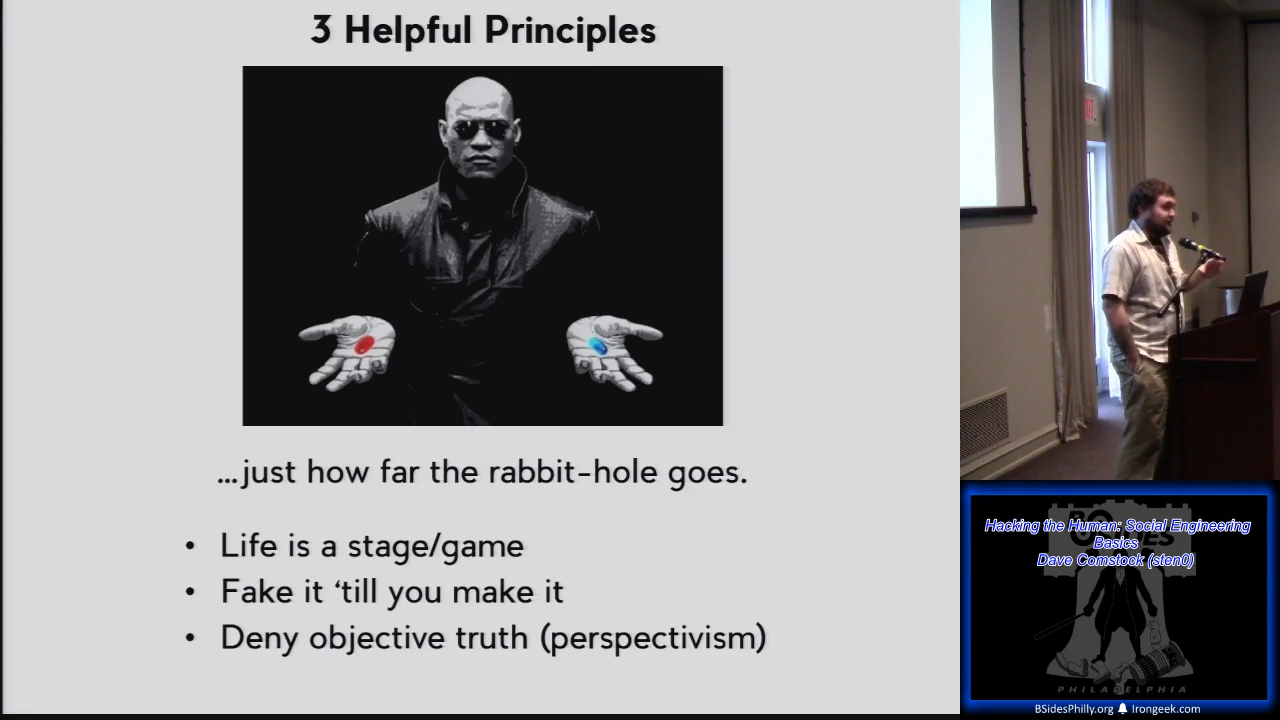 3 Helpful Principles
...just how far the rabbit-hole goes.
• Life is a stage/game
• Fake it ‘till you make it
• Deny objective truth (perspectivism)
Hacking the Human: Social Engineering
Basics
Dave Comstock (sten0)
PHILADELPHIA
BSidesPhilly.org Irongeek.com